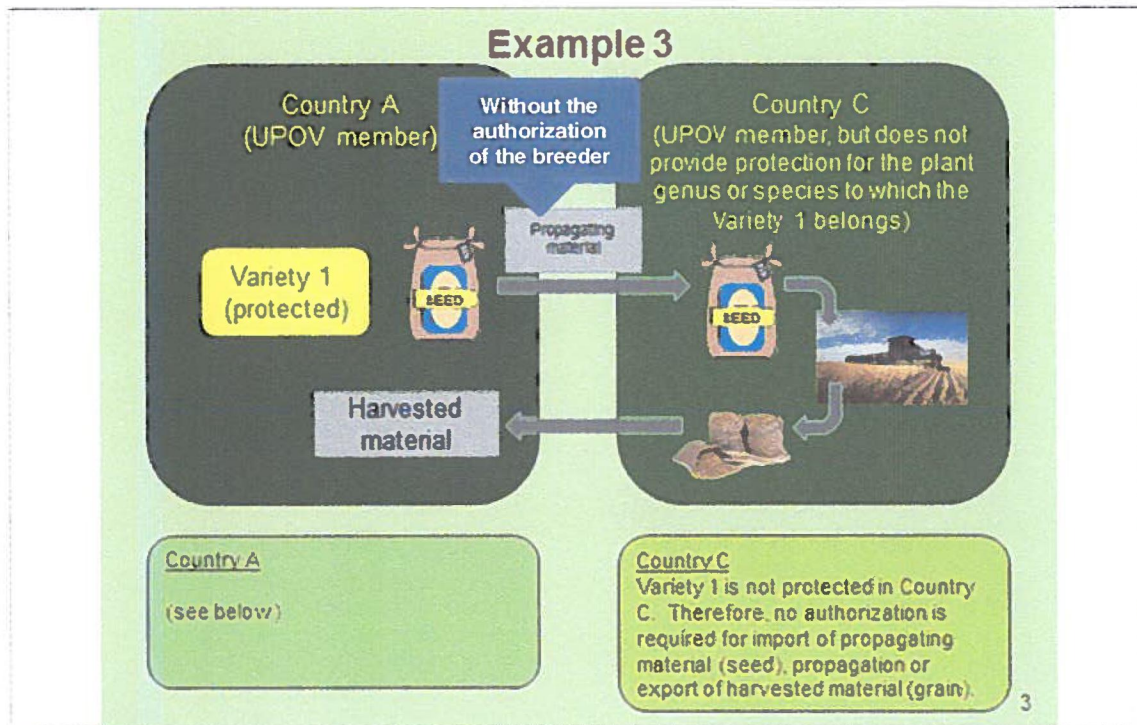 Example 3
Country A
(UPOV member)
Without the
authorization
of the breeder
Country C
(UPOV member, but does not
provide protection for the plant
genus or species to which the
Variety 1 belongs)
Propagating
material
Variety 1
(protected)
SEED
SEED
Harvested
material
Country A
(see below)
Country C
Variety 1 is not protected in Country
C. Therefore, no authorization is
required for import of propagating
material (seed), propagation or
export of harvested material (grain).
3